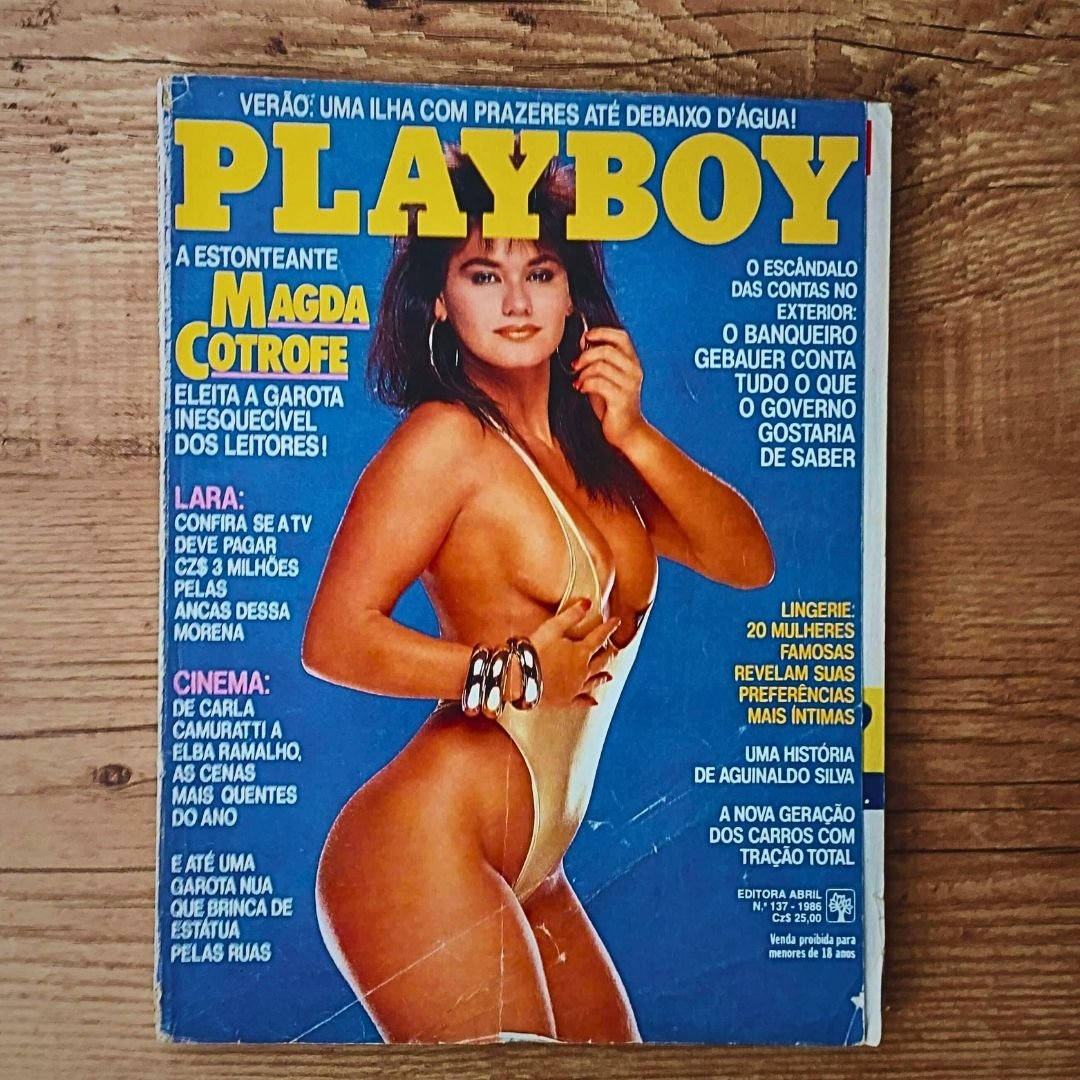 VERÃO: UMA ILHA COM PRAZERES ATÉ DEBAIXO D'ÁGUA!
PLAYBOY
A ESTONTEANTE
MAGDA
COTROFE
ELEITA A GAROTA
INESQUECÍVEL
DOS LEITORES!
LARA:
CONFIRA SE A TV
DEVE PAGAR
CZ$ 3 MILHÕES
PELAS
ANCAS DESSA
MORENA
CINEMA:
DE CARLA
CAMURATTI A
ELBA RAMALHO,
AS CENAS
MAIS QUENTES
DO ANO
E ATÉ UMA
GAROTA NUA
QUE BRINCA DE
ESTÁTUA
PELAS RUAS
O ESCÂNDALO
DAS CONTAS NO
EXTERIOR:
O BANQUEIRO
GEBAUER CONTA
TUDO O QUE
O GOVERNO
GOSTARIA
DE SABER
LINGERIE:
20 MULHERES
FAMOSAS
REVELAM SUAS
PREFERÊNCIAS
MAIS ÍNTIMAS
UMA HISTÓRIA
DE AGUINALDO SILVA
A NOVA GERAÇÃO
DOS CARROS COM
TRAÇÃO TOTAL
EDITORA ABRIL
N.º 137 - 1986
Cz$ 25,00
Venda proibida para
menores de 18 anos